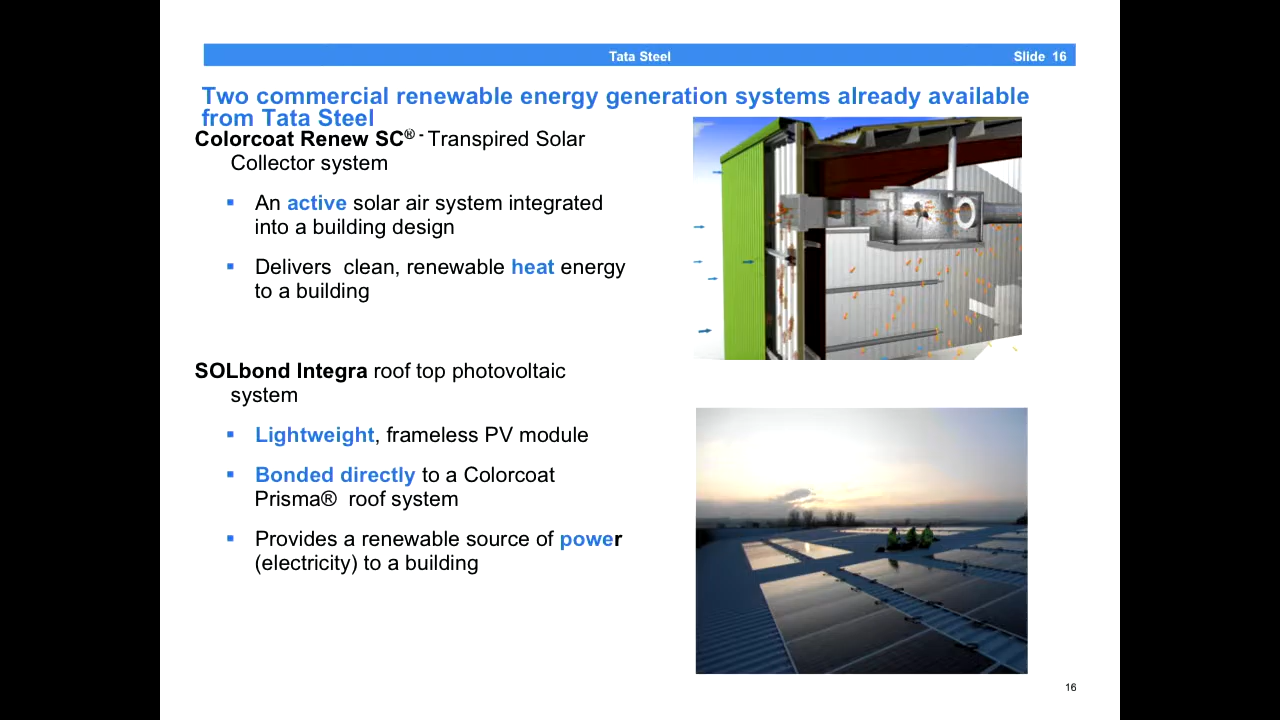 Tata Steel
Slide 16
Two commercial renewable energy generation systems already available
from Tata Steel
Colorcoat Renew SC® - Transpired Solar
Collector system
▪ An active solar air system integrated
into a building design
▪ Delivers clean, renewable heat energy
to a building
SOLbond Integra roof top photovoltaic
system
▪ Lightweight, frameless PV module
▪ Bonded directly to a Colorcoat
Prisma® roof system
▪ Provides a renewable source of power
(electricity) to a building
16